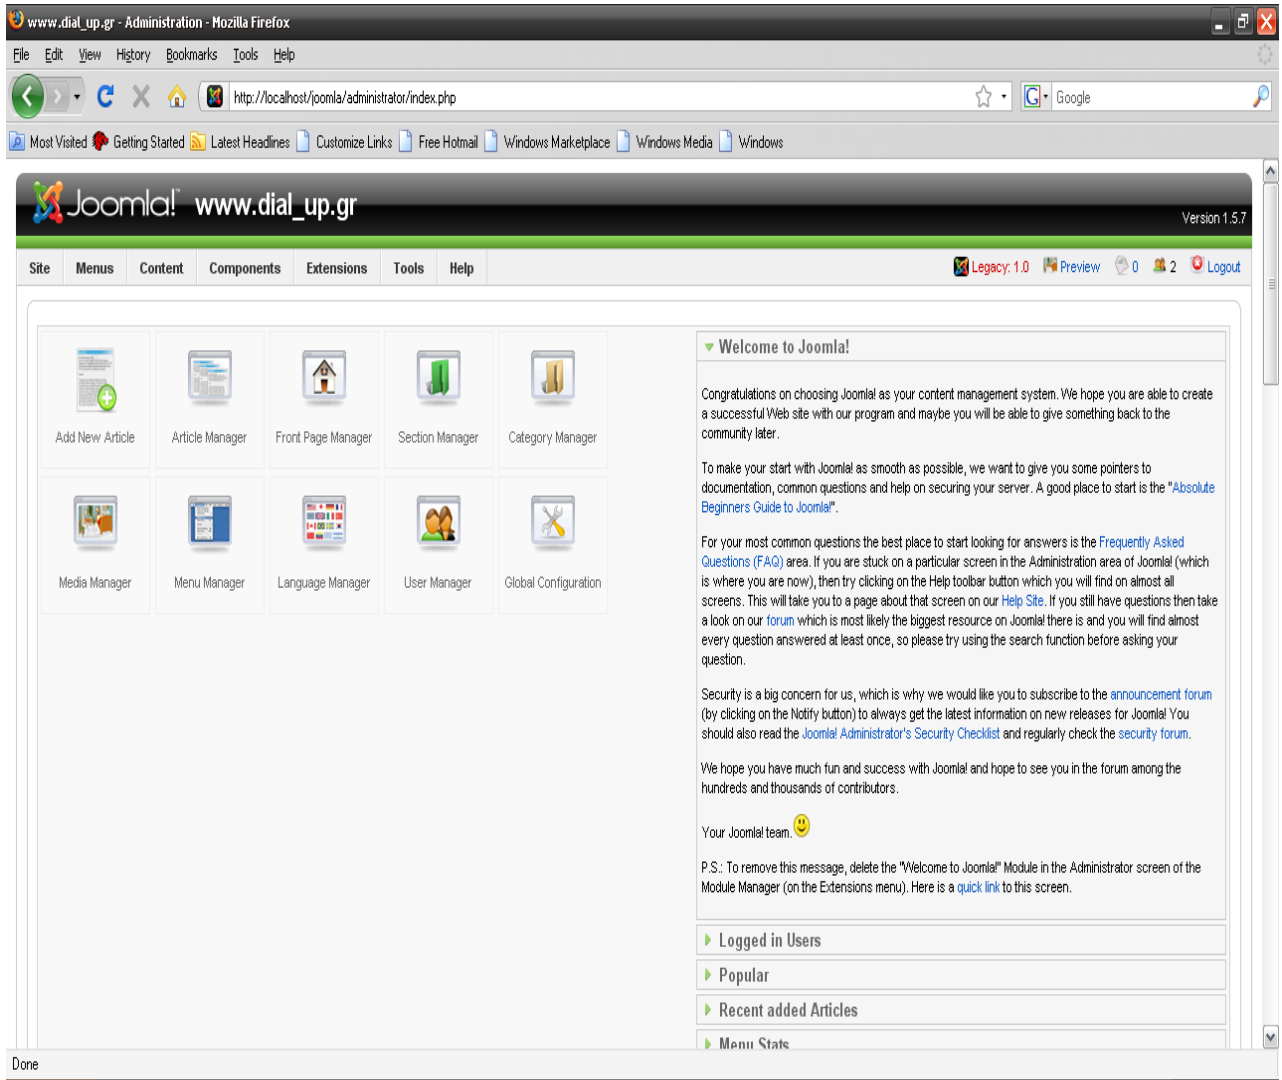 www.dial_up.gr - Administration - Mozilla Firefox
File Edit View History Bookmarks Tools Help
http://localhost/joomla/administrator/index.php
G Google
Most Visited Getting Started Latest Headlines Customize Links Free Hotmail Windows Marketplace Windows Media Windows
Joomla!™ www.dial_up.gr
Version 1.5.7
Site Menus Content Components Extensions Tools Help
Legacy: 1.0 Preview 0 2 Logout
Add New Article Article Manager Front Page Manager Section Manager Category Manager
Media Manager Menu Manager Language Manager User Manager Global Configuration
Welcome to Joomla!
Congratulations on choosing Joomla! as your content management system. We hope you are able to create
a successful Web site with our program and maybe you will be able to give something back to the
community later.
To make your start with Joomla! as smooth as possible, we want to give you some pointers to
documentation, common questions and help on securing your server. A good place to start is the "Absolute
Beginners Guide to Joomla!".
For your most common questions the best place to start looking for answers is the Frequently Asked
Questions (FAQ) area. If you are stuck on a particular screen in the Administration area of Joomla! (which
is where you are now), then try clicking on the Help toolbar button which you will find on almost all
screens. This will take you to a page about that screen on our Help Site. If you still have questions then take
a look on our forum which is most likely the biggest resource on Joomla! there is and you will find almost
every question answered at least once, so please try using the search function before asking your
question.
Security is a big concern for us, which is why we would like you to subscribe to the announcement forum
(by clicking on the Notify button) to always get the latest information on new releases for Joomla! You
should also read the Joomla! Administrator's Security Checklist and regularly check the security forum.
We hope you have much fun and success with Joomla! and hope to see you in the forum among the
hundreds and thousands of contributors.
Your Joomla! team.
P.S.: To remove this message, delete the "Welcome to Joomla!" Module in the Administrator screen of the
Module Manager (on the Extensions menu). Here is a quick link to this screen.
Logged in Users
Popular
Recent added Articles
Menu Stats
Done